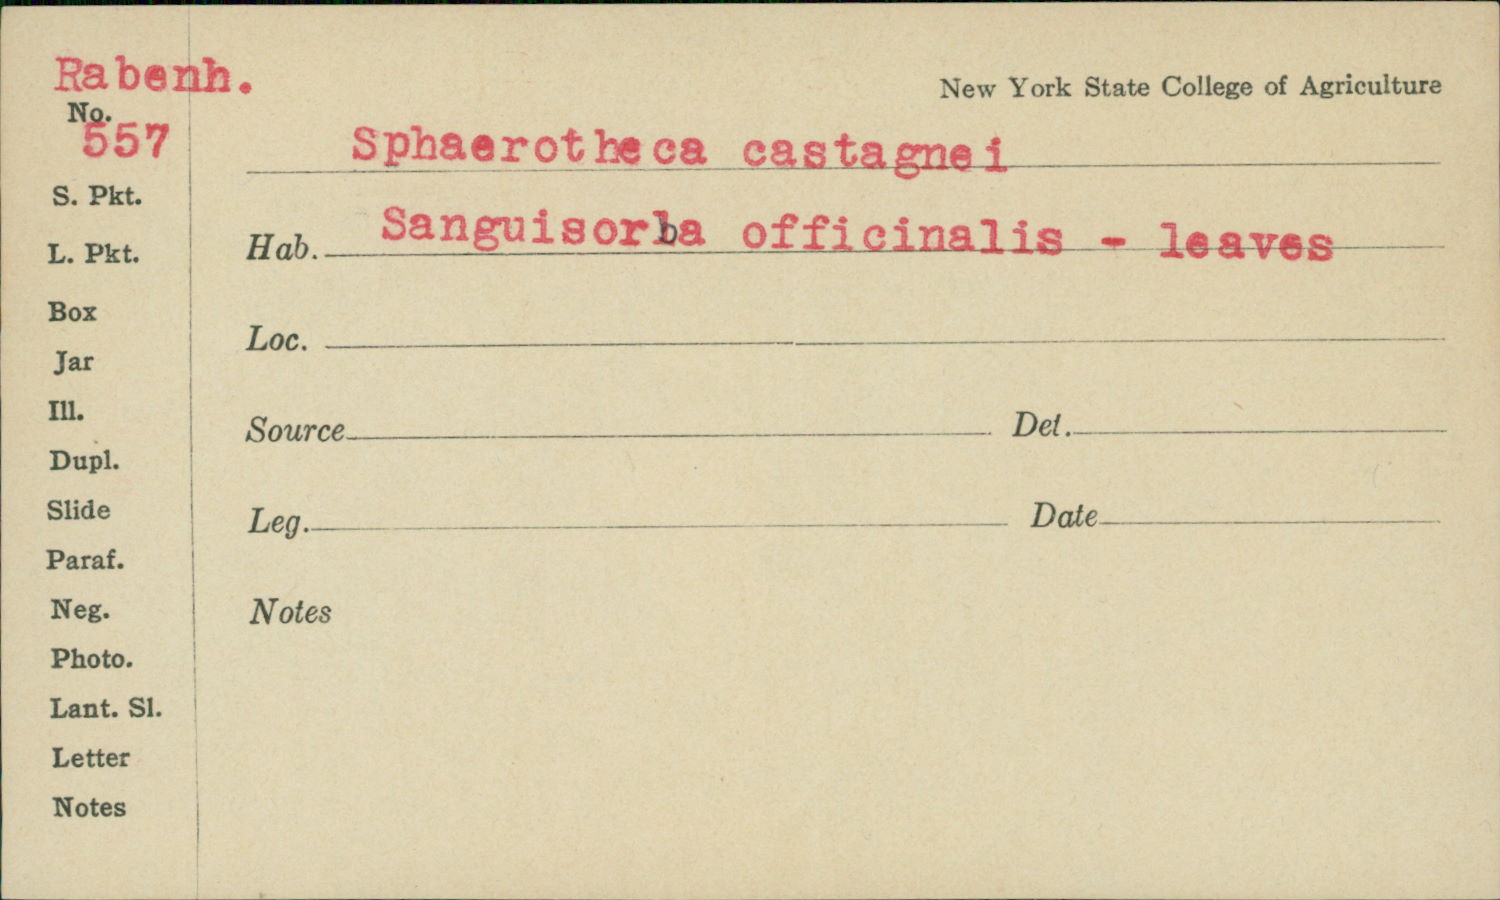 Rabenh.
New York State College of Agriculture
No.
557
Sphaerotheca castagnei
S. Pkt.
Hab. Sanguisorba officinalis - leaves
L. Pkt.
Box
Loc.
Jar
Ill.
Source Det.
Dupl.
Slide
Leg. Date
Paraf.
Neg.
Notes
Photo.
Lant. Sl.
Letter
Notes